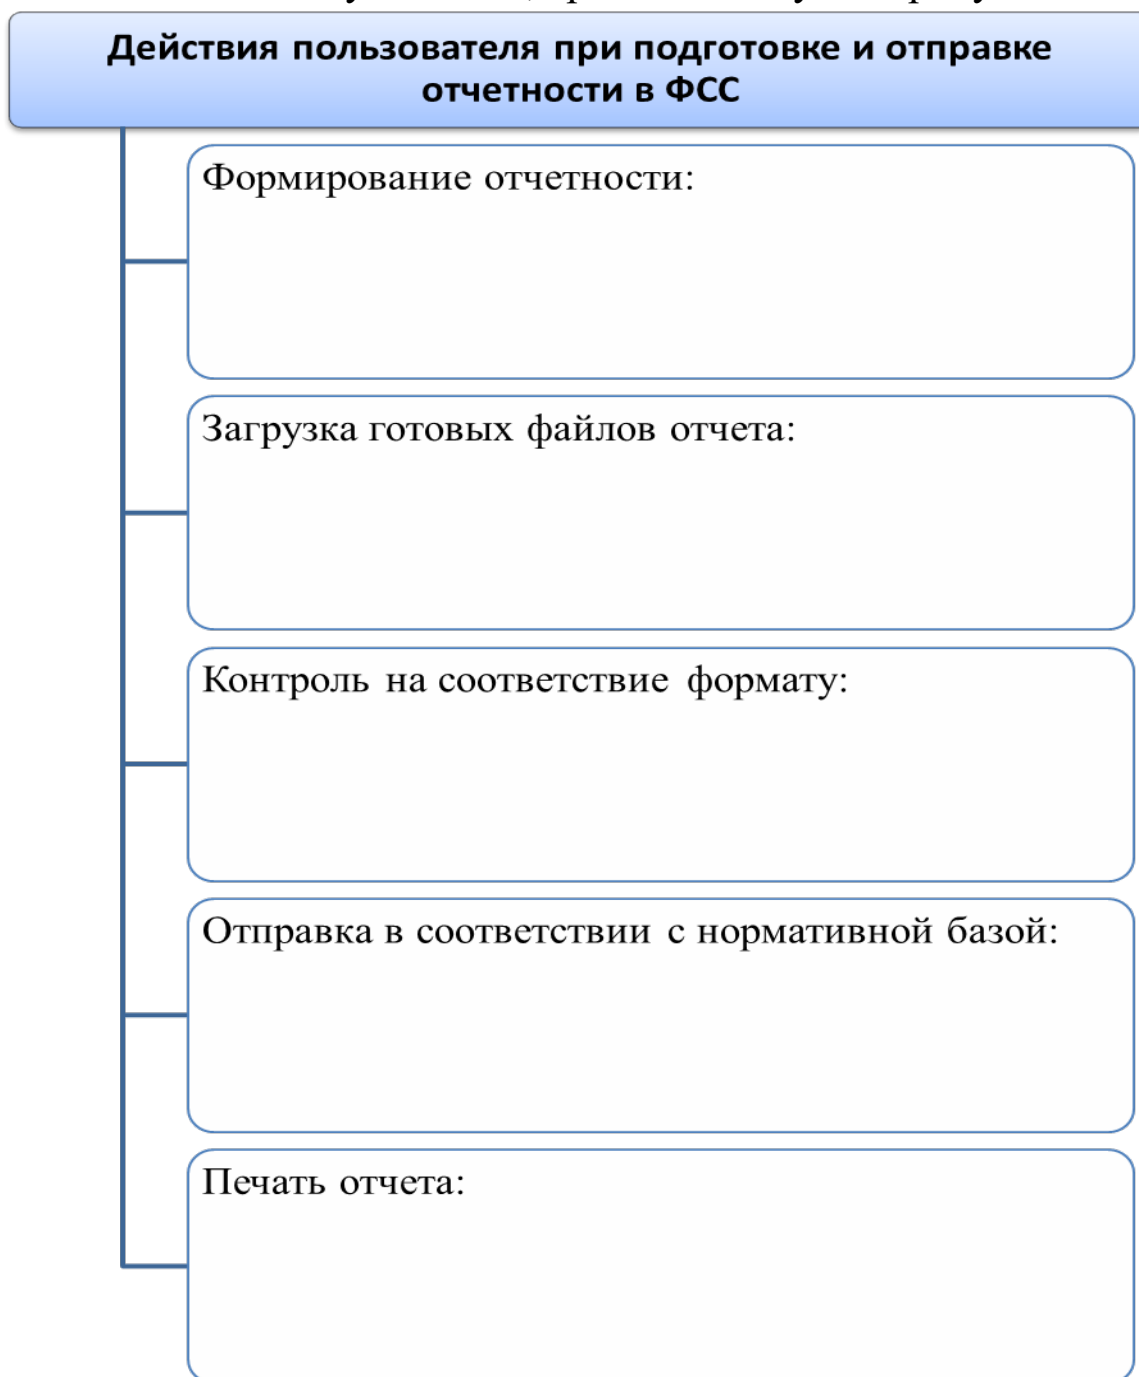 Действия пользователя при подготовке и отправке
отчетности в ФСС
Формирование отчетности:
Загрузка готовых файлов отчета:
Контроль на соответствие формату:
Отправка в соответствии с нормативной базой:
Печать отчета: